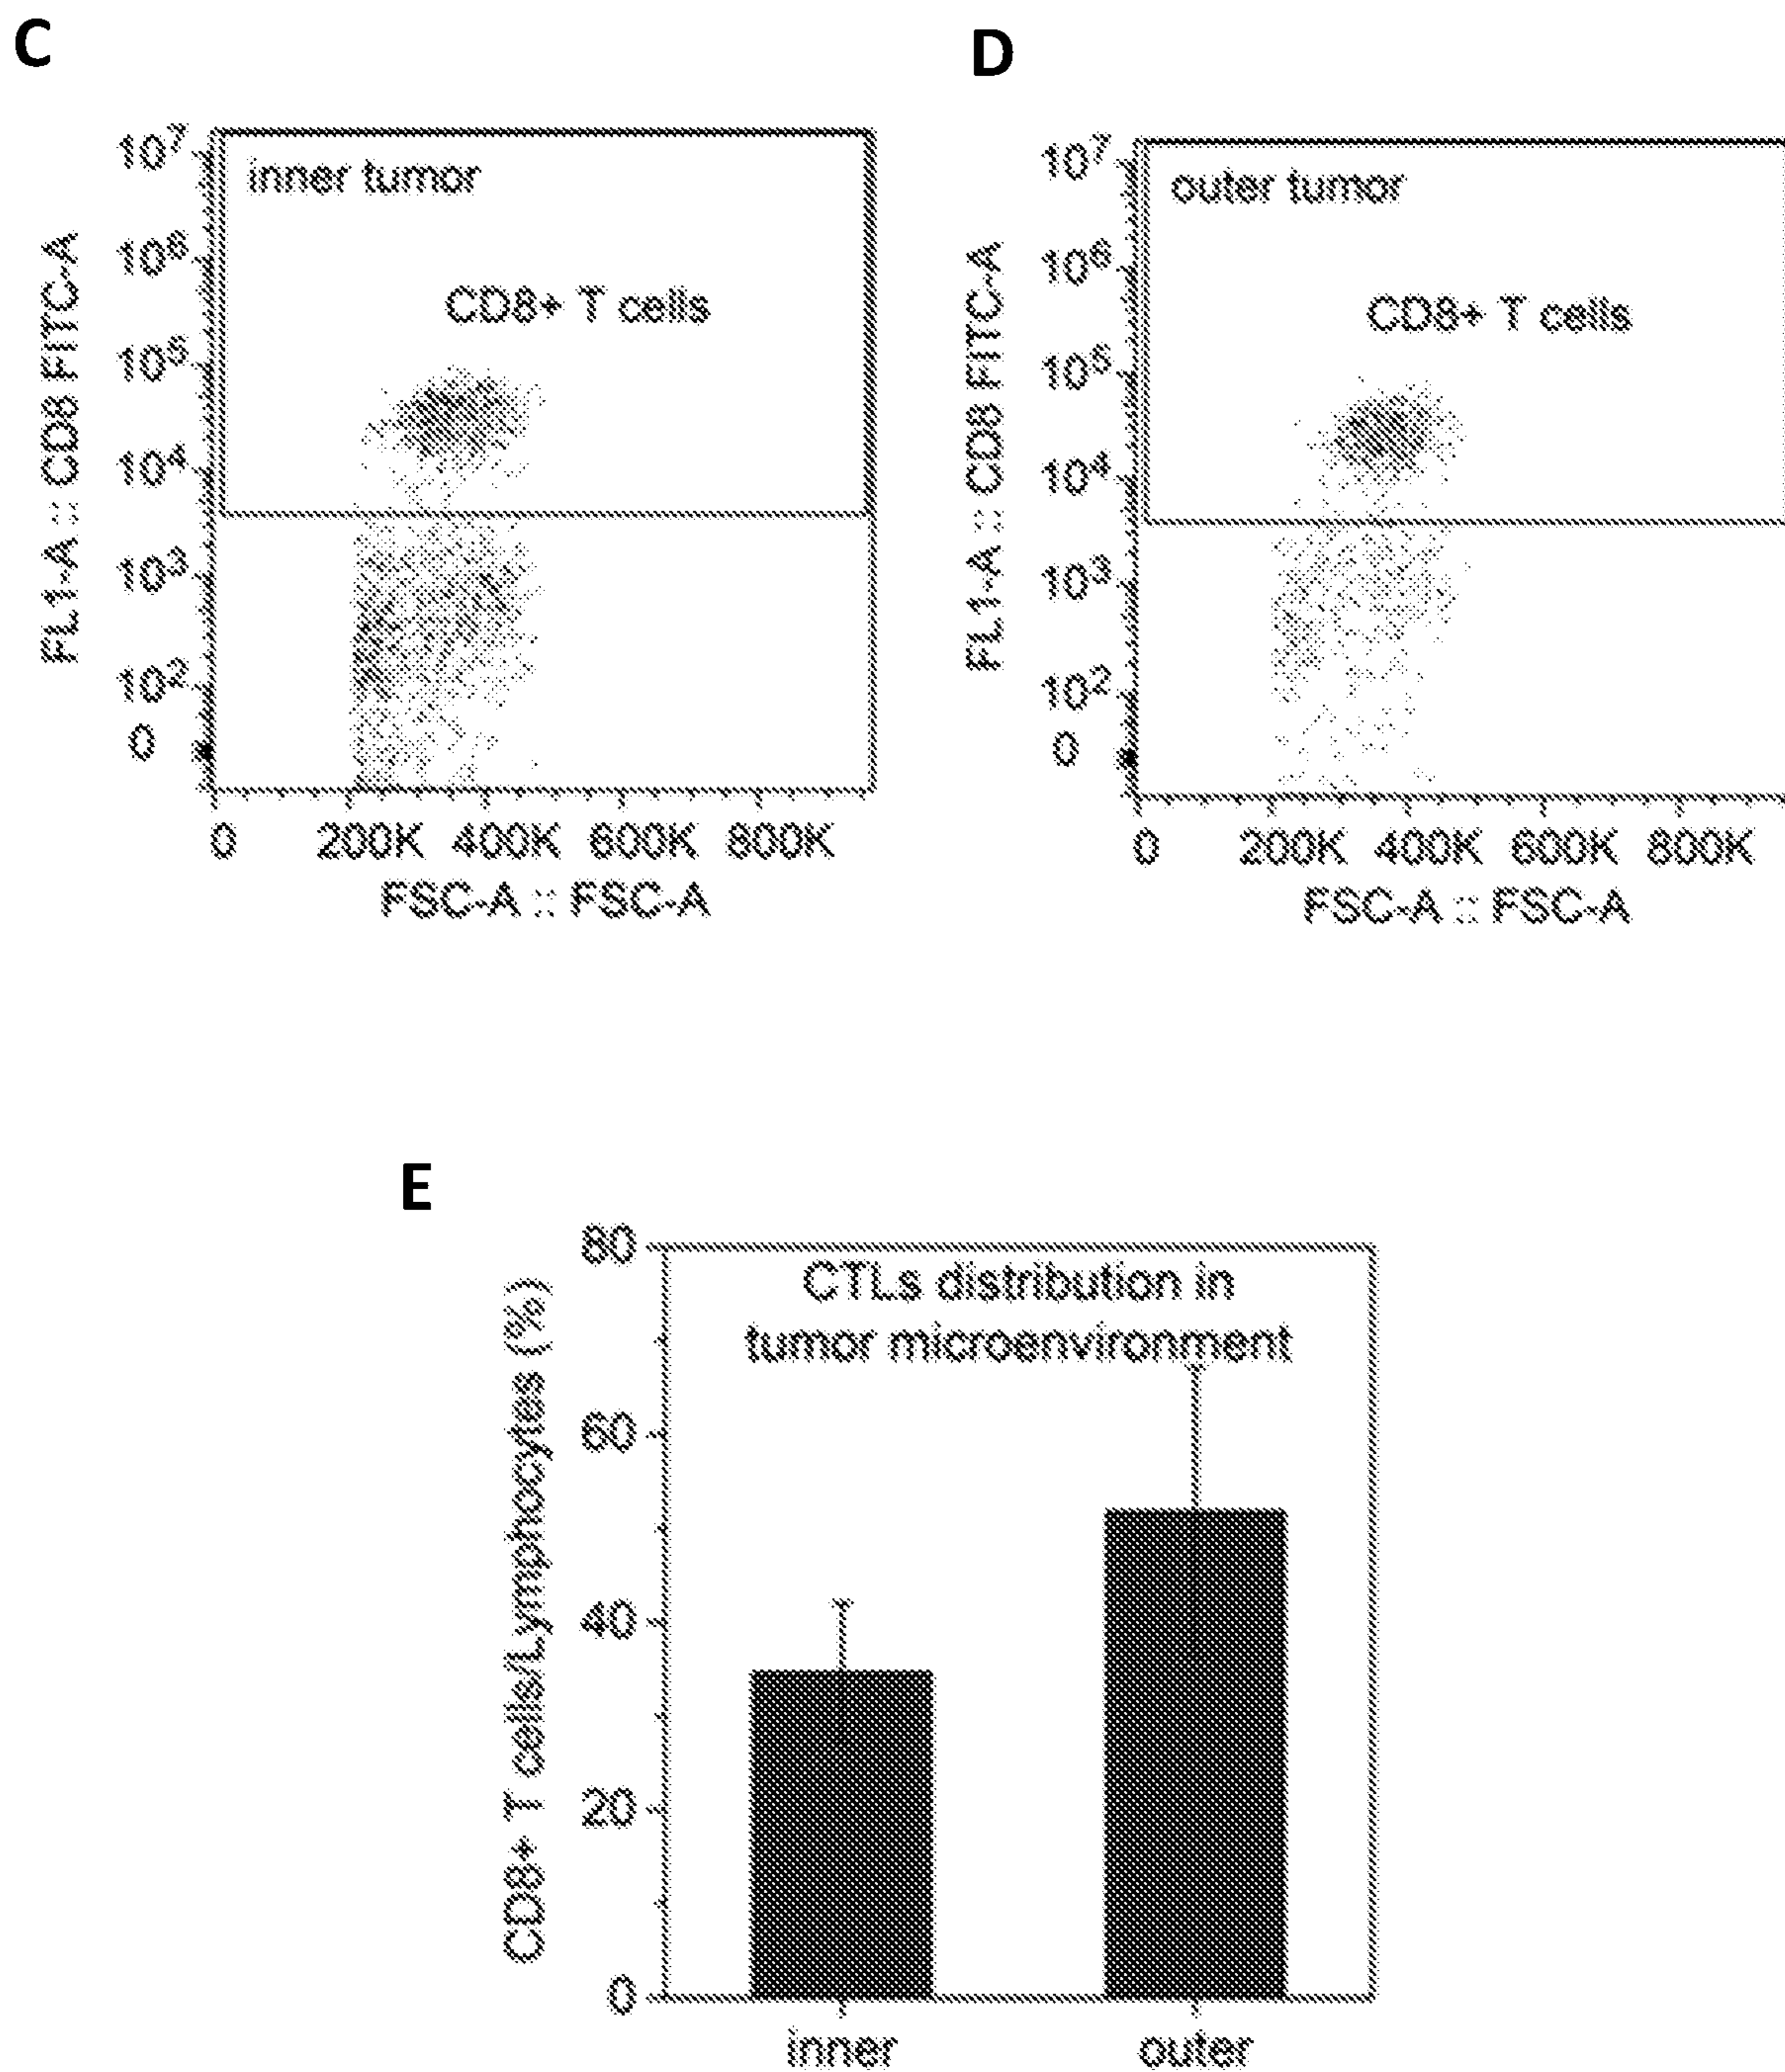 C
10⁷
10⁶
10⁵
10⁴
10³
10²
0
FL1-A :: CD8 FITC-A
inner tumor
CD8+ T cells
0 200K 400K 600K 800K
FSC-A :: FSC-A
D
10⁷
10⁶
10⁵
10⁴
10³
10²
0
FL1-A :: CD8 FITC-A
outer tumor
CD8+ T cells
0 200K 400K 600K 800K
FSC-A :: FSC-A
E
80
60
40
20
0
CD8+ T cells/Lymphocytes (%)
CTLs distribution in
tumor microenvironment
inner outer